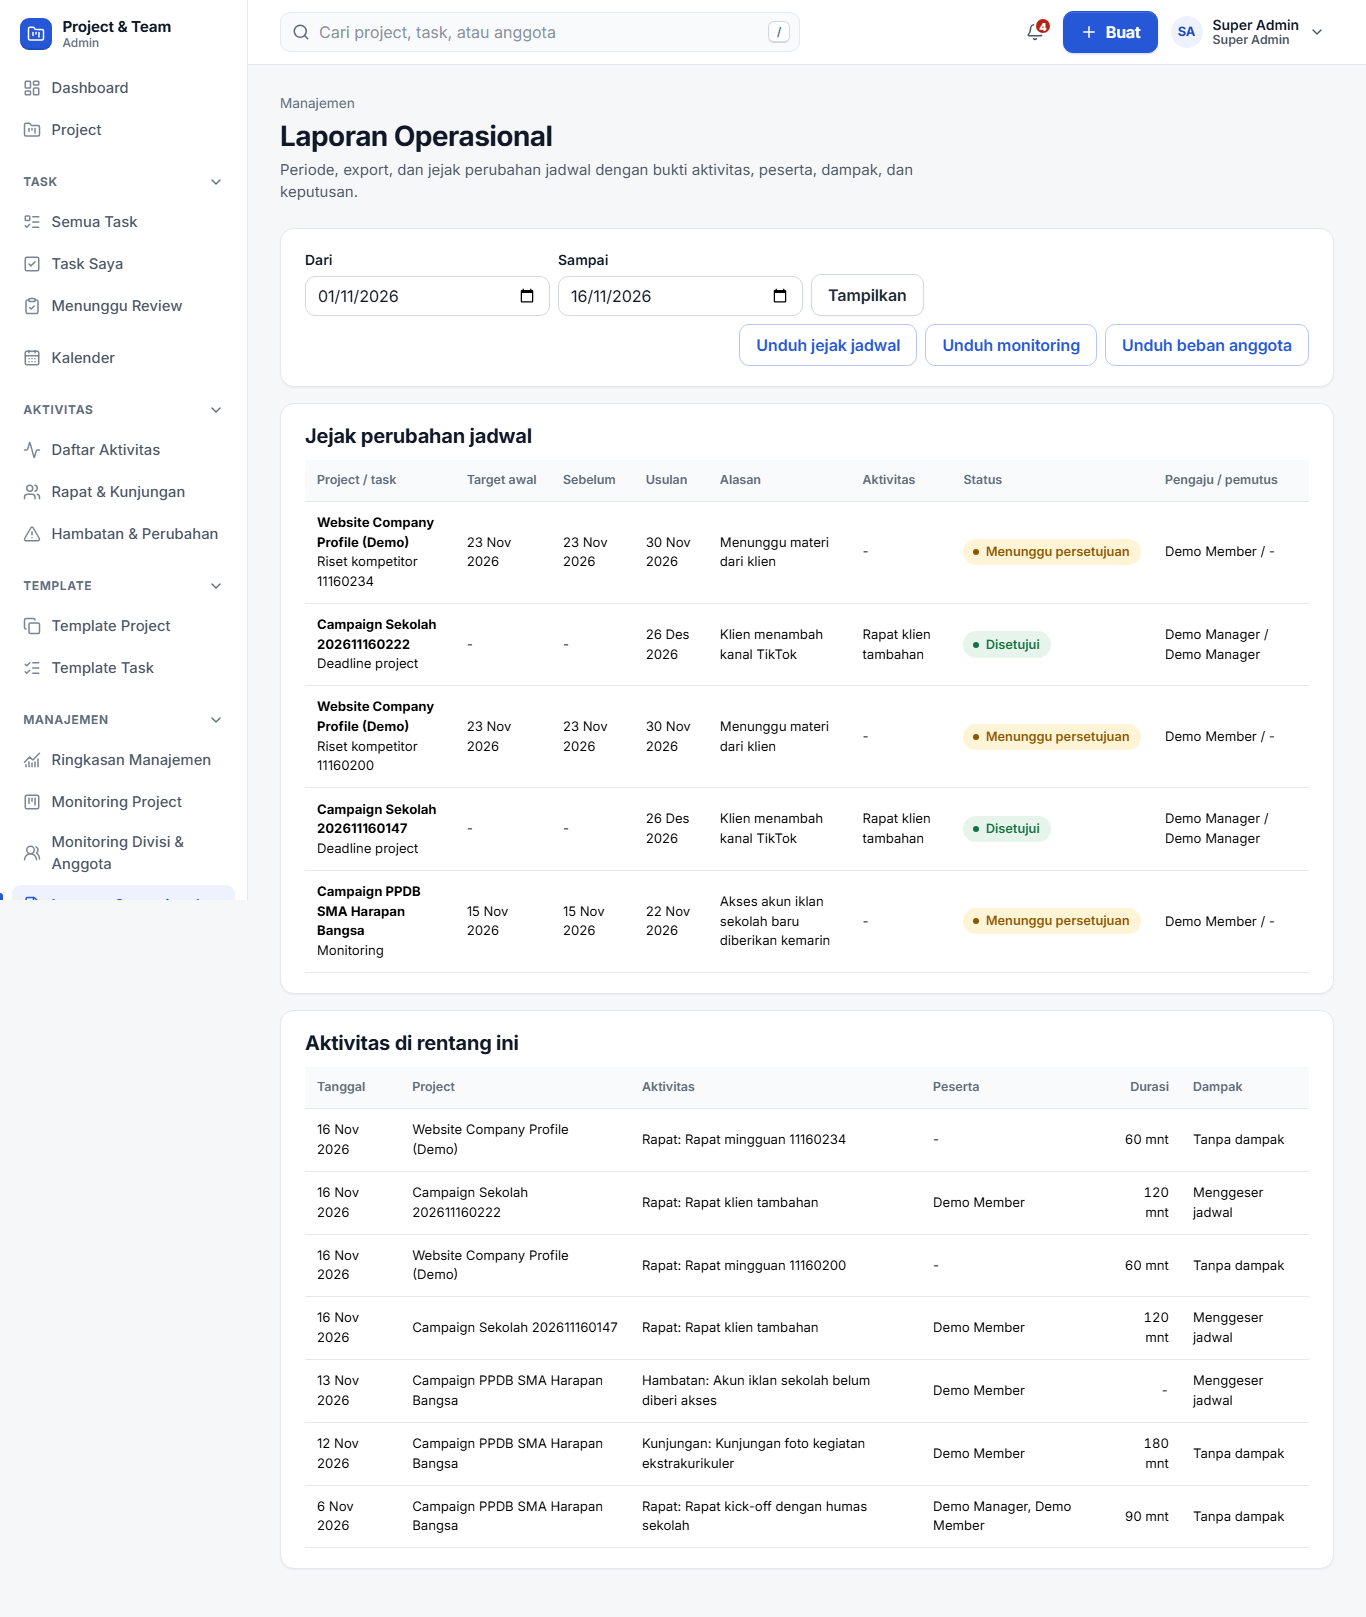 Project & Team
Admin
Cari project, task, atau anggota
/
4
Buat
SA
Super Admin
Super Admin
Dashboard
Project
TASK
Semua Task
Task Saya
Menunggu Review
Kalender
AKTIVITAS
Daftar Aktivitas
Rapat & Kunjungan
Hambatan & Perubahan
TEMPLATE
Template Project
Template Task
MANAJEMEN
Ringkasan Manajemen
Monitoring Project
Monitoring Divisi &
Anggota
Manajemen
Laporan Operasional
Periode, export, dan jejak perubahan jadwal dengan bukti aktivitas, peserta, dampak, dan
keputusan.
Dari
Sampai
01/11/2026
16/11/2026
Tampilkan
Unduh jejak jadwal
Unduh monitoring
Unduh beban anggota
Jejak perubahan jadwal
Project / task Target awal Sebelum Usulan Alasan Aktivitas Status Pengaju / pemutus
Website Company
Profile (Demo)
Riset kompetitor
11160234
23 Nov
2026
23 Nov
2026
30 Nov
2026
Menunggu materi
dari klien
-
Menunggu persetujuan
Demo Member / -
Campaign Sekolah
202611160222
Deadline project
-
-
26 Des
2026
Klien menambah
kanal TikTok
Rapat klien
tambahan
Disetujui
Demo Manager /
Demo Manager
Website Company
Profile (Demo)
Riset kompetitor
11160200
23 Nov
2026
23 Nov
2026
30 Nov
2026
Menunggu materi
dari klien
-
Menunggu persetujuan
Demo Member / -
Campaign Sekolah
202611160147
Deadline project
-
-
26 Des
2026
Klien menambah
kanal TikTok
Rapat klien
tambahan
Disetujui
Demo Manager /
Demo Manager
Campaign PPDB
SMA Harapan
Bangsa
Monitoring
15 Nov
2026
15 Nov
2026
22 Nov
2026
Akses akun iklan
sekolah baru
diberikan kemarin
-
Menunggu persetujuan
Demo Member / -
Aktivitas di rentang ini
Tanggal Project Aktivitas Peserta Durasi Dampak
16 Nov
2026
Website Company Profile
(Demo)
Rapat: Rapat mingguan 11160234
-
60 mnt
Tanpa dampak
16 Nov
2026
Campaign Sekolah
202611160222
Rapat: Rapat klien tambahan
Demo Member
120
mnt
Menggeser
jadwal
16 Nov
2026
Website Company Profile
(Demo)
Rapat: Rapat mingguan 11160200
-
60 mnt
Tanpa dampak
16 Nov
2026
Campaign Sekolah 202611160147
Rapat: Rapat klien tambahan
Demo Member
120
mnt
Menggeser
jadwal
13 Nov
2026
Campaign PPDB SMA Harapan
Bangsa
Hambatan: Akun iklan sekolah belum
diberi akses
Demo Member
-
Menggeser
jadwal
12 Nov
2026
Campaign PPDB SMA Harapan
Bangsa
Kunjungan: Kunjungan foto kegiatan
ekstrakurikuler
Demo Member
180
mnt
Tanpa dampak
6 Nov
2026
Campaign PPDB SMA Harapan
Bangsa
Rapat: Rapat kick-off dengan humas
sekolah
Demo Manager, Demo
Member
90 mnt
Tanpa dampak